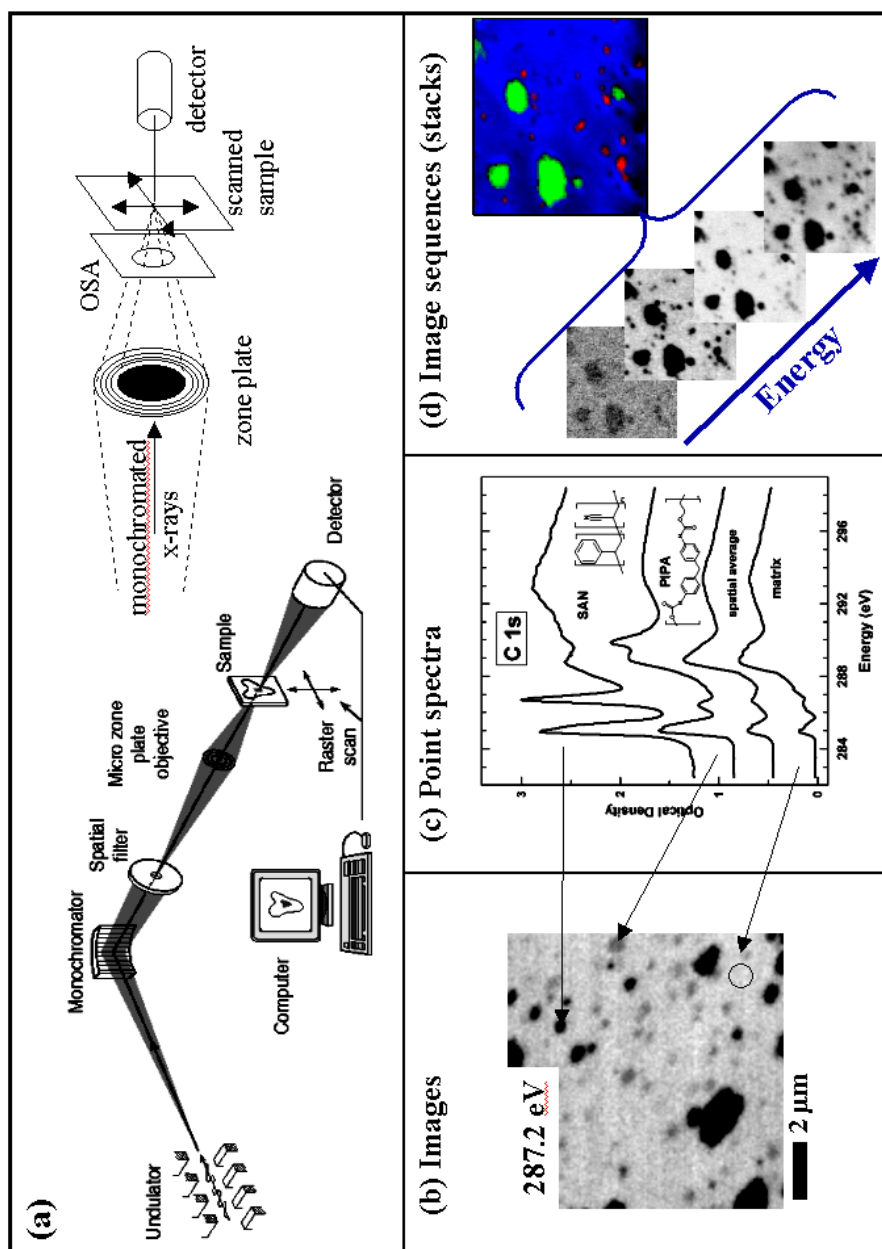 (a)
Undulator
Monochromator
Spatial
filter
Micro zone
plate
objective
Sample
Detector
Raster
scan
Computer
monochromated
x-rays
zone plate
OSA
scanned
sample
detector
(b) Images
287.2 eV
2 µm
(c) Point spectra
C 1s
SAN
PIPA
spatial average
matrix
Optical Density
3
2
1
0
284
288
292
296
Energy (eV)
(d) Image sequences (stacks)
Energy